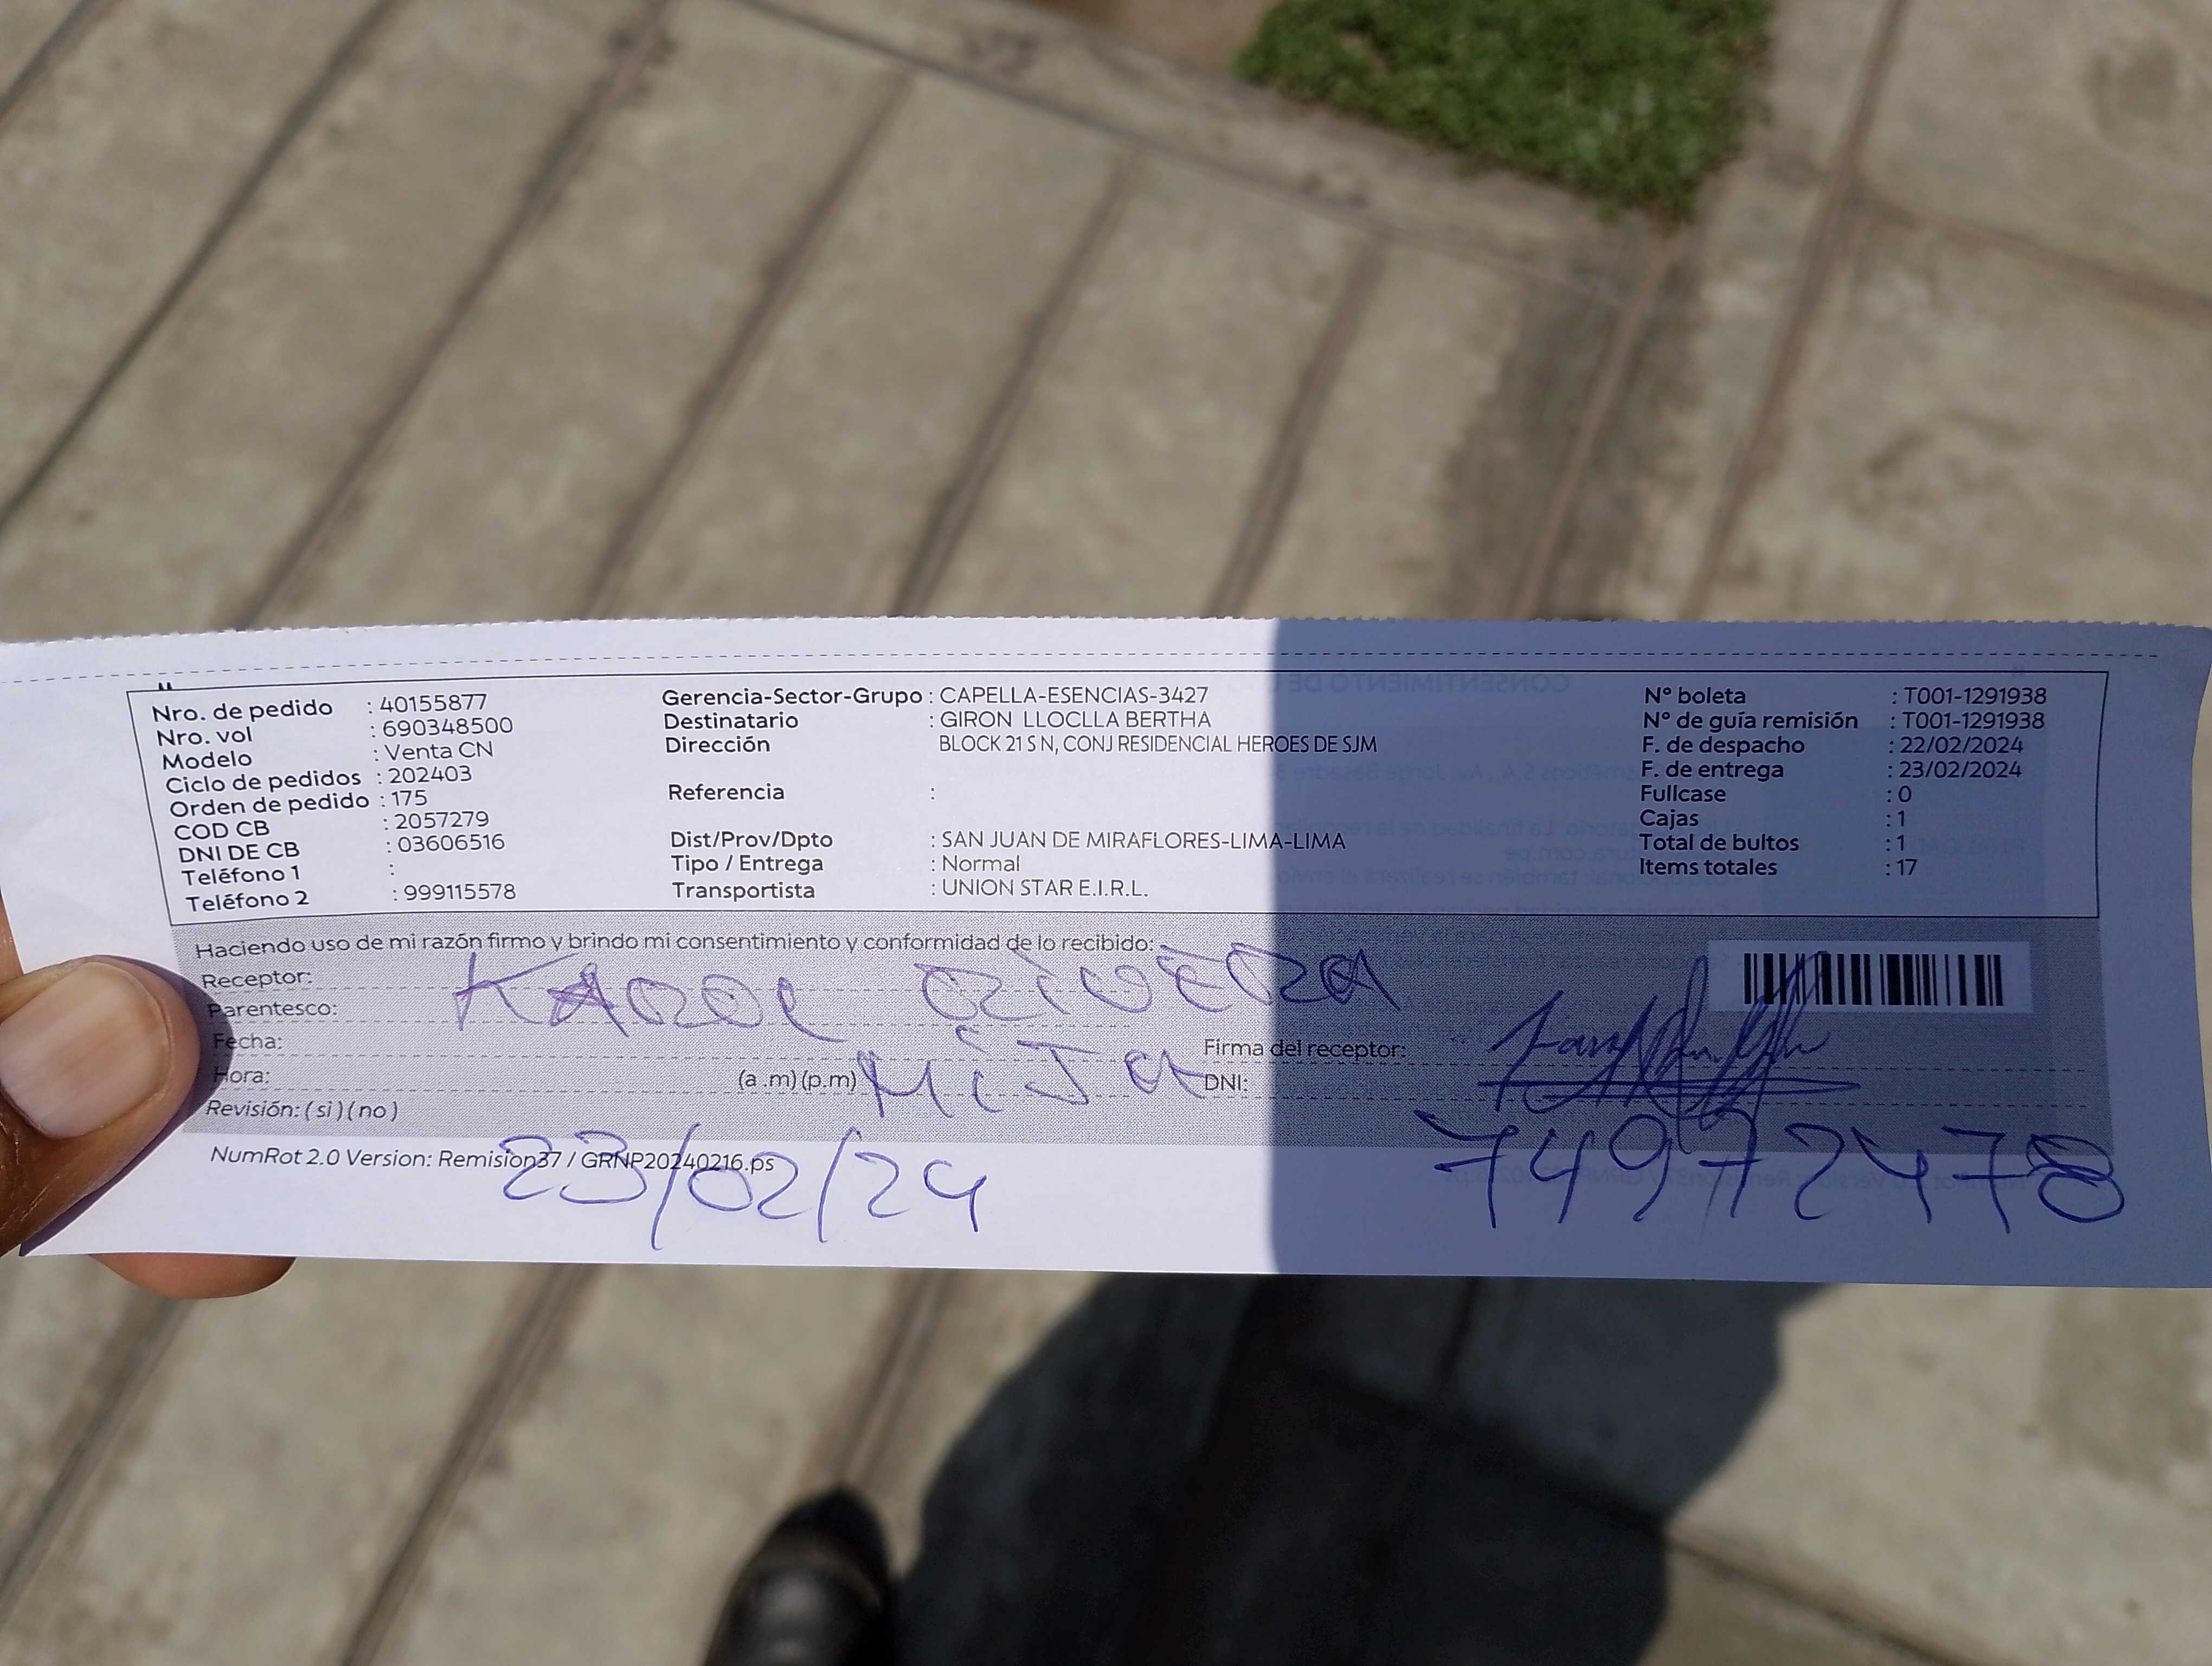 Nro. de pedido : 40155877
Nro. vol : 690348500
Modelo : Venta CN
Ciclo de pedidos : 202403
Orden de pedido : 175
COD CB : 2057279
DNI DE CB : 03606516
Teléfono 1 :
Teléfono 2 : 999115578
Gerencia-Sector-Grupo : CAPELLA-ESENCIAS-3427
Destinatario : GIRON LLOCLLA BERTHA
Dirección BLOCK 21 S N, CONJ RESIDENCIAL HEROES DE SJM
Referencia :
Dist/Prov/Dpto : SAN JUAN DE MIRAFLORES-LIMA-LIMA
Tipo / Entrega : Normal
Transportista : UNION STAR E.I.R.L.
N° boleta : T001-1291938
N° de guía remisión : T001-1291938
F. de despacho : 22/02/2024
F. de entrega : 23/02/2024
Fullcase : 0
Cajas : 1
Total de bultos : 1
Items totales : 17
Haciendo uso de mi razón firmo y brindo mi consentimiento y conformidad de lo recibido:
Receptor: KAROL
Parentesco:
Fecha:
Hora: (a.m) (p.m) HIJA
Revisión: (si) (no)
Firma del receptor:
DNI:
74972478
NumRot 2.0 Version: Remision37 / GRNP20240216.ps
23/02/24